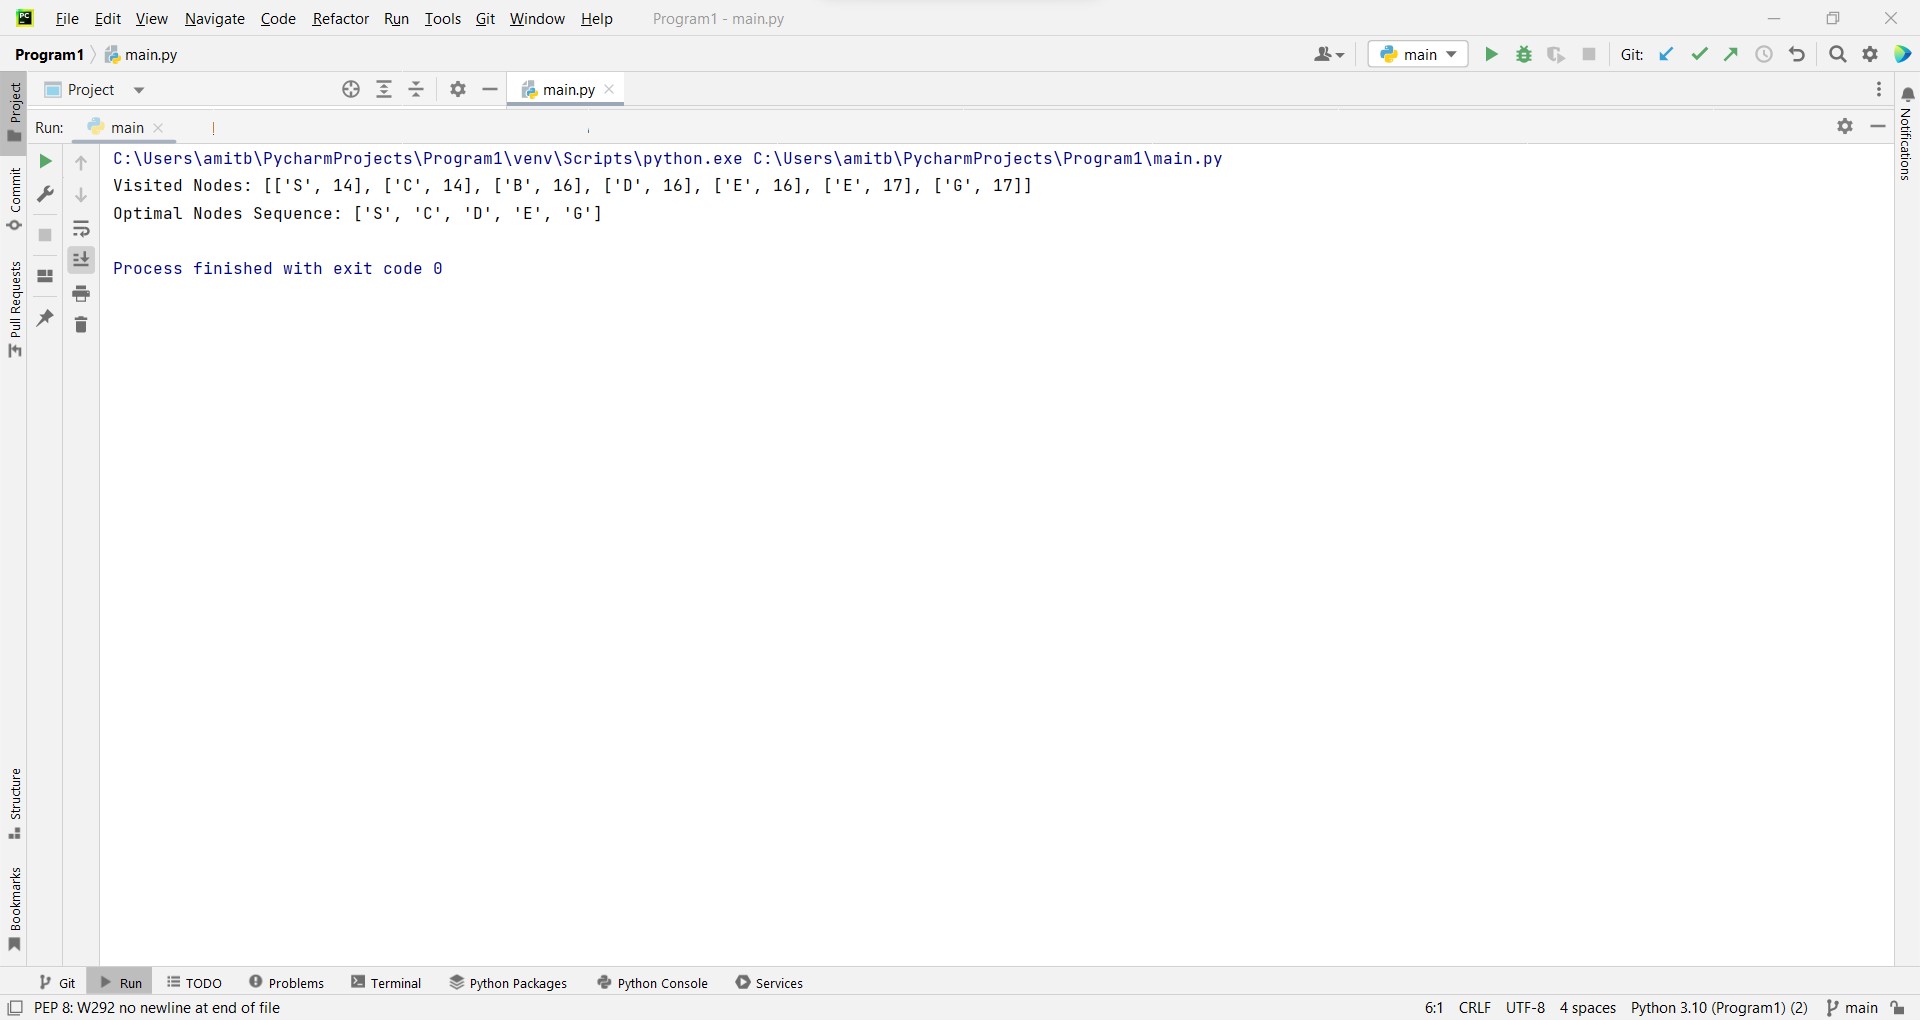 File Edit View Navigate Code Refactor Run Tools Git Window Help Program1 - main.py
Program1 main.py main Git:
Project main.py
Run: main
C:\Users\amitb\PycharmProjects\Program1\venv\Scripts\python.exe C:\Users\amitb\PycharmProjects\Program1\main.py
Visited Nodes: [['S', 14], ['C', 14], ['B', 16], ['D', 16], ['E', 16], ['E', 17], ['G', 17]]
Optimal Nodes Sequence: ['S', 'C', 'D', 'E', 'G']
Process finished with exit code 0
Project
Commit
Pull Requests
Structure
Bookmarks
Notifications
Git Run TODO Problems Terminal Python Packages Python Console Services
PEP 8: W292 no newline at end of file 6:1 CRLF UTF-8 4 spaces Python 3.10 (Program1) (2) main